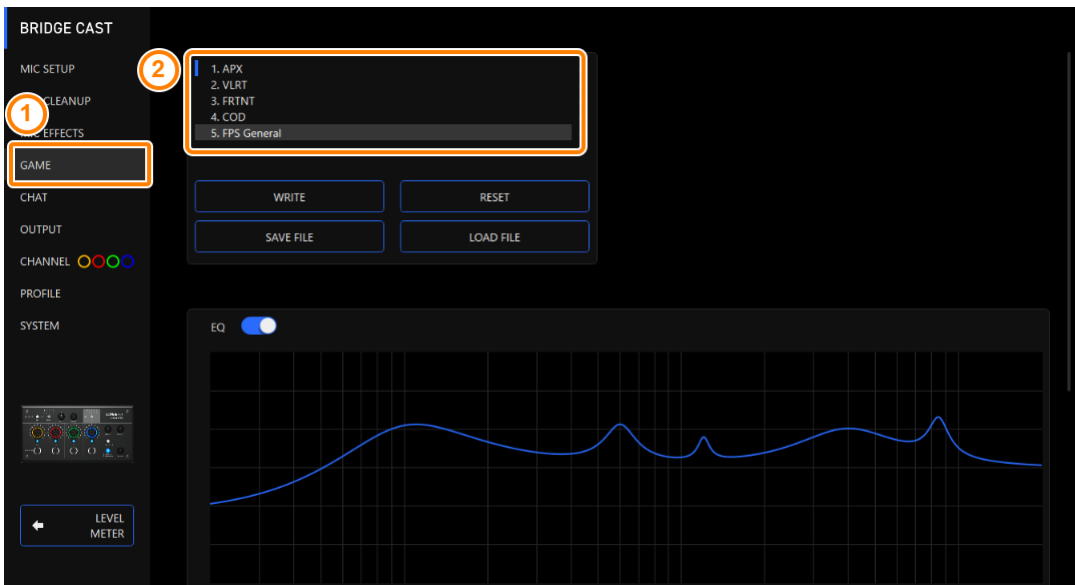 BRIDGE CAST
MIC SETUP
CLEANUP
MIC EFFECTS
GAME
CHAT
OUTPUT
CHANNEL
PROFILE
SYSTEM
LEVEL
METER
1
2
1. APX
2. VLRT
3. FRTNT
4. COD
5. FPS General
WRITE
RESET
SAVE FILE
LOAD FILE
EQ